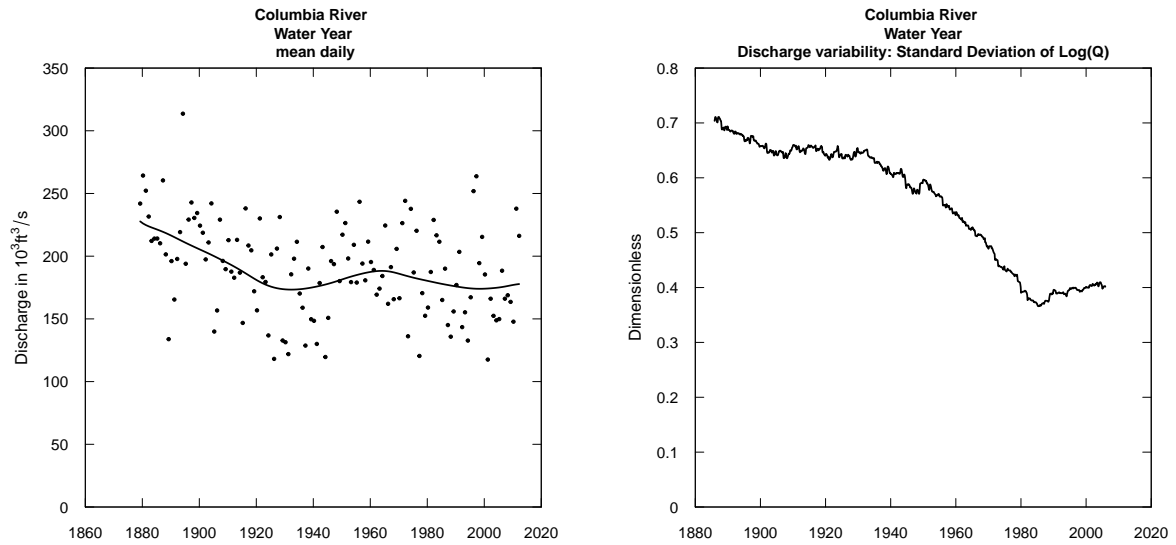 Columbia River
Water Year
mean daily
350
300
250
200
150
100
50
0
Discharge in 10³ft³/s
1860 1880 1900 1920 1940 1960 1980 2000 2020
Columbia River
Water Year
Discharge variability: Standard Deviation of Log(Q)
0.8
0.7
0.6
0.5
0.4
0.3
0.2
0.1
0
Dimensionless
1880 1900 1920 1940 1960 1980 2000 2020